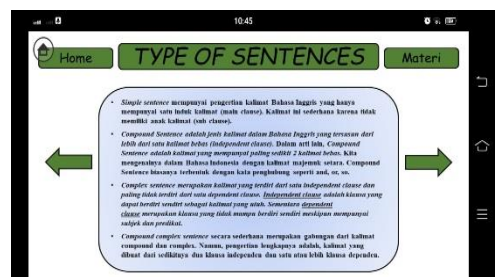 10:45
Home
TYPE OF SENTENCES
Materi
• Simple sentence mempunyai pengertian kalimat Bahasa Inggris yang hanya
mempunyai satu induk kalimat (main clause). Kalimat ini sederhana karena tidak
memiliki anak kalimat (sub clause).
• Compound Sentence adalah jenis kalimat dalam Bahasa Inggris yang tersusun dari
lebih dari satu kalimat bebas (independent clause). Dalam arti lain, Compound
Sentence adalah kalimat yang mempunyai paling sedikit 2 kalimat bebas. Kita
mengenalnya dalam Bahasa Indonesia dengan kalimat majemuk setara. Compound
Sentence biasanya terbentuk dengan kata penghubung seperti and, or, so.
• Complex sentence merupakan kalimat yang terdiri dari satu independent clause dan
paling tidak terdiri dari satu dependent clause. Independent clause adalah klausa yang
dapat berdiri sendiri sebagai kalimat yang utuh. Sementara dependent
clause merupakan klausa yang tidak mampu berdiri sendiri meskipun mempunyai
subjek dan predikat.
• Compound complex sentence secara sederhana merupakan gabungan dari kalimat
compound dan complex. Namun, pengertian lengkapnya adalah, kalimat yang
dibuat dari sedikitnya dua klausa independen dan satu atau lebih klausa dependen.